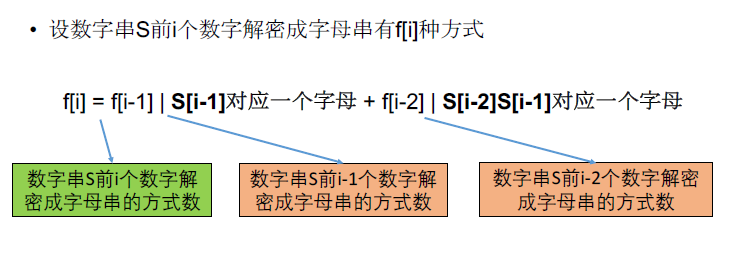 • 设数字串S前i个数字解密成字母串有f[i]种方式
f[i] = f[i-1] | S[i-1]对应一个字母 + f[i-2] | S[i-2]S[i-1]对应一个字母
数字串S前i个数字解
密成字母串的方式数
数字串S前i-1个数字解
密成字母串的方式数
数字串S前i-2个数字解密
成字母串的方式数